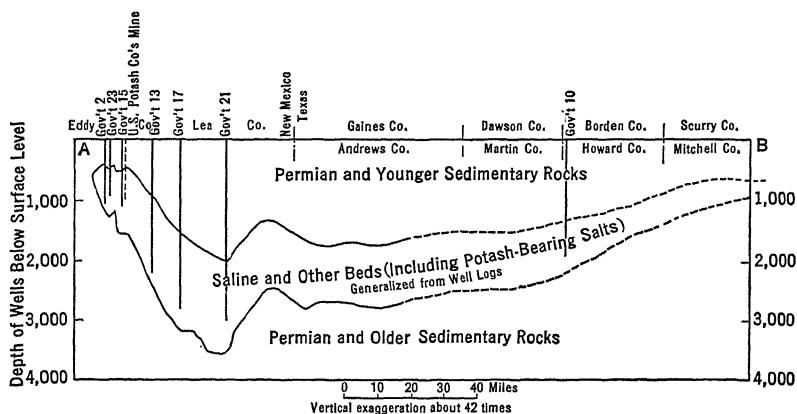 Depth of Wells Below Surface Level
Eddy Co. Lea Co.
Gov't 2
Gov't 23
Gov't 15
U.S. Potash Co's Mine
Gov't 13
Gov't 17
Gov't 21
New Mexico
Texas
Gov't 10
Gaines Co. Dawson Co. Borden Co. Scurry Co.
Andrews Co. Martin Co. Howard Co. Mitchell Co.
A B
Permian and Younger Sedimentary Rocks
1,000 1,000
Saline and Other Beds (Including Potash-Bearing Salts)
Generalized from Well Logs
2,000 2,000
3,000 3,000
Permian and Older Sedimentary Rocks
4,000 4,000
0 10 20 30 40 Miles
Vertical exaggeration about 42 times